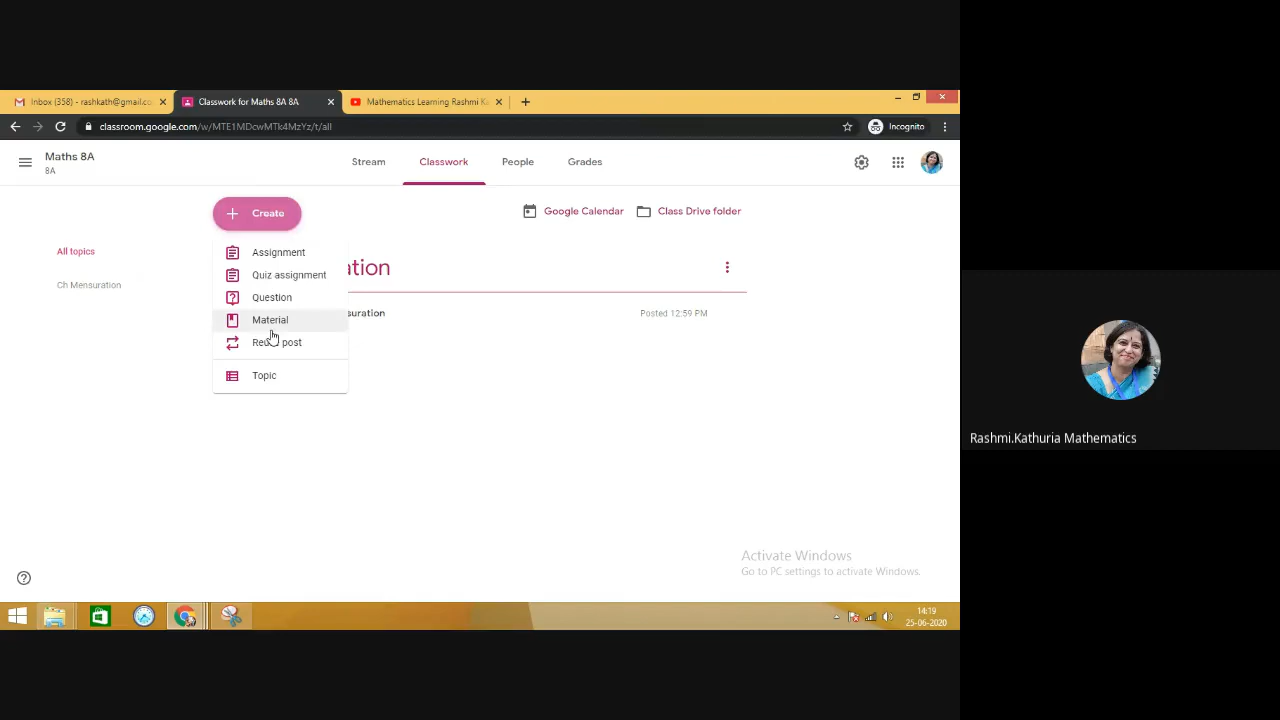 Inbox (358) - rashkath@gmail.co
Classwork for Maths 8A 8A
Mathematics Learning Rashmi Ka
classroom.google.com/w/MTE1MDcwMTk4MzYz/t/all
Incognito
Maths 8A
8A
Stream
Classwork
People
Grades
Create
Google Calendar
Class Drive folder
All topics
Ch Mensuration
Assignment
Quiz assignment
Question
Material
post
Topic
ation
suration
Posted 12:59 PM
Rashmi.Kathuria Mathematics
Activate Windows
Go to PC settings to activate Windows.
14:19
25-06-2020